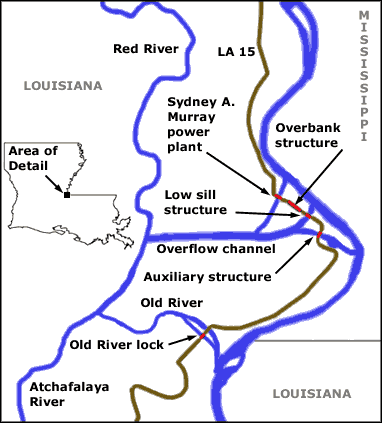 Red River
LA 15
MISSISSIPPI
LOUISIANA
Sydney A.
Murray
power
plant
Overbank
structure
Area of
Detail
Low sill
structure
Overflow channel
Auxiliary structure
Old River
Old River lock
Atchafalaya
River
LOUISIANA